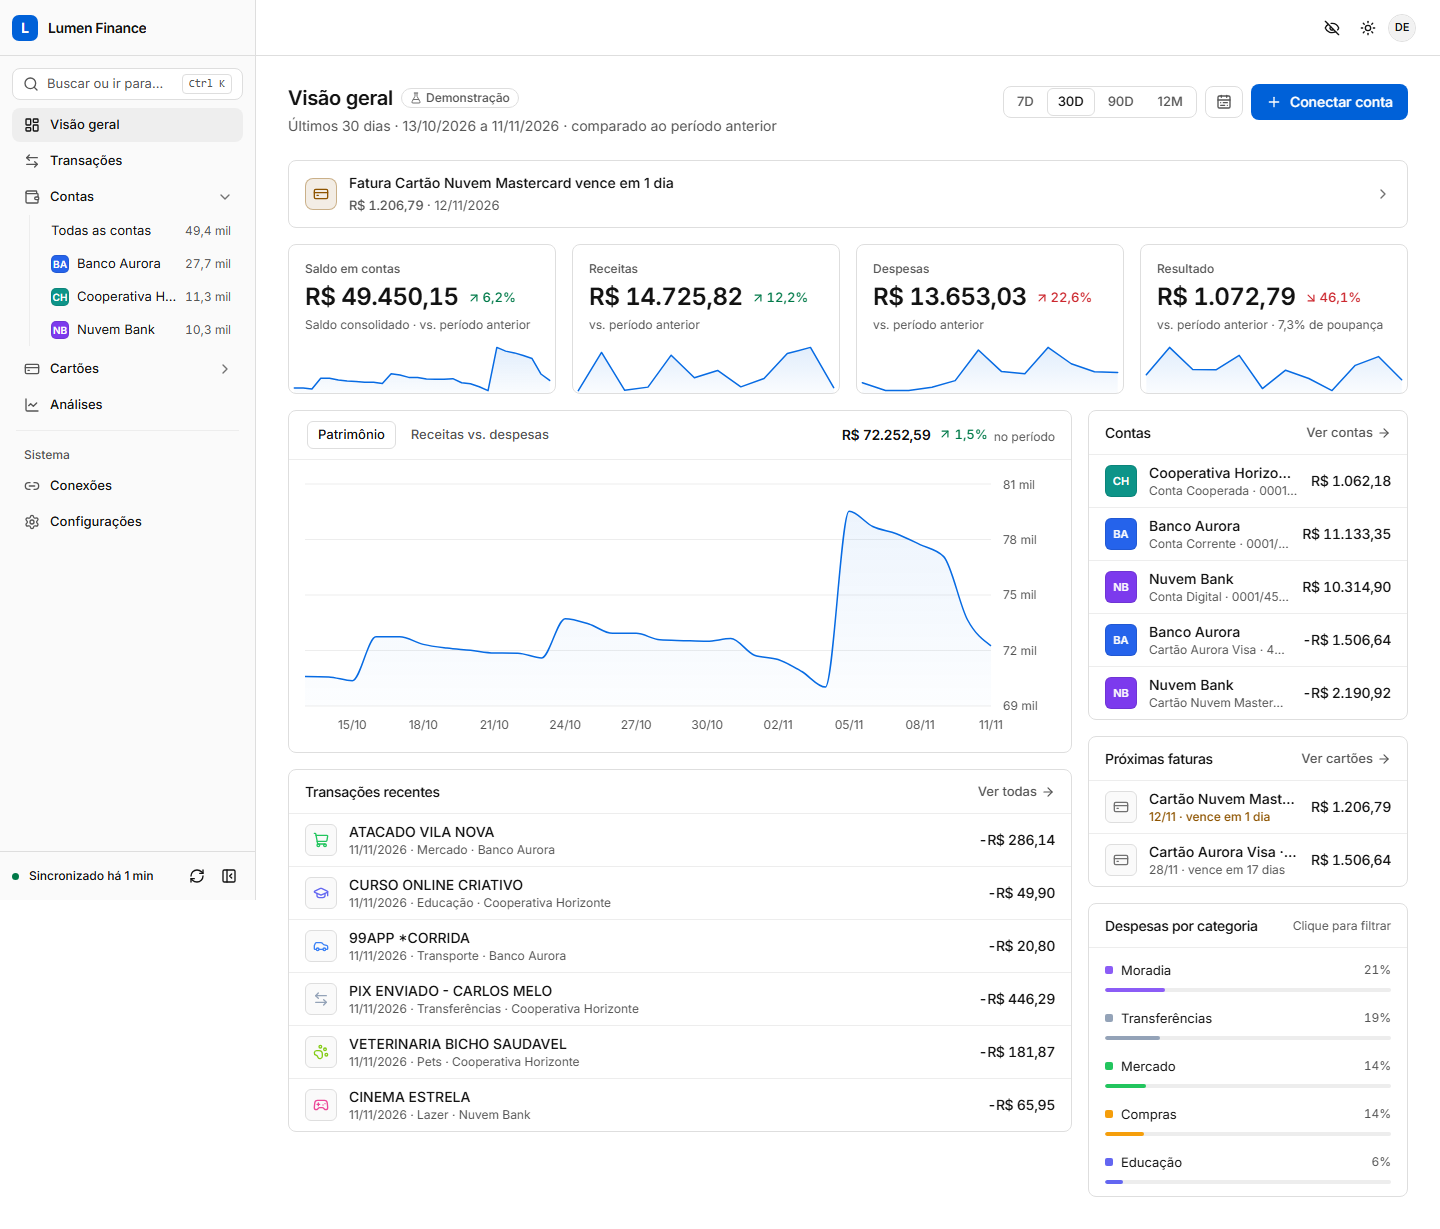 L Lumen Finance
DE
Buscar ou ir para... Ctrl K
Visão geral
Transações
Contas
Todas as contas 49,4 mil
BA Banco Aurora 27,7 mil
CH Cooperativa H... 11,3 mil
NB Nuvem Bank 10,3 mil
Cartões
Análises
Sistema
Conexões
Configurações
Sincronizado há 1 min
Visão geral Demonstração
Últimos 30 dias · 13/10/2026 a 11/11/2026 · comparado ao período anterior
7D 30D 90D 12M
Conectar conta
Fatura Cartão Nuvem Mastercard vence em 1 dia
R$ 1.206,79 · 12/11/2026
Saldo em contas
R$ 49.450,15 6,2%
Saldo consolidado · vs. período anterior
Receitas
R$ 14.725,82 12,2%
vs. período anterior
Despesas
R$ 13.653,03 22,6%
vs. período anterior
Resultado
R$ 1.072,79 46,1%
vs. período anterior · 7,3% de poupança
Patrimônio Receitas vs. despesas R$ 72.252,59 1,5% no período
81 mil
78 mil
75 mil
72 mil
69 mil
15/10 18/10 21/10 24/10 27/10 30/10 02/11 05/11 08/11 11/11
Transações recentes Ver todas
ATACADO VILA NOVA
11/11/2026 · Mercado · Banco Aurora
-R$ 286,14
CURSO ONLINE CRIATIVO
11/11/2026 · Educação · Cooperativa Horizonte
-R$ 49,90
99APP *CORRIDA
11/11/2026 · Transporte · Banco Aurora
-R$ 20,80
PIX ENVIADO - CARLOS MELO
11/11/2026 · Transferências · Cooperativa Horizonte
-R$ 446,29
VETERINARIA BICHO SAUDAVEL
11/11/2026 · Pets · Cooperativa Horizonte
-R$ 181,87
CINEMA ESTRELA
11/11/2026 · Lazer · Nuvem Bank
-R$ 65,95
Contas Ver contas
CH Cooperativa Horizo...
Conta Cooperada · 0001...
R$ 1.062,18
BA Banco Aurora
Conta Corrente · 0001/...
R$ 11.133,35
NB Nuvem Bank
Conta Digital · 0001/45...
R$ 10.314,90
BA Banco Aurora
Cartão Aurora Visa · 4...
-R$ 1.506,64
NB Nuvem Bank
Cartão Nuvem Master...
-R$ 2.190,92
Próximas faturas Ver cartões
Cartão Nuvem Mast...
12/11 · vence em 1 dia
R$ 1.206,79
Cartão Aurora Visa ·...
28/11 · vence em 17 dias
R$ 1.506,64
Despesas por categoria Clique para filtrar
Moradia 21%
Transferências 19%
Mercado 14%
Compras 14%
Educação 6%